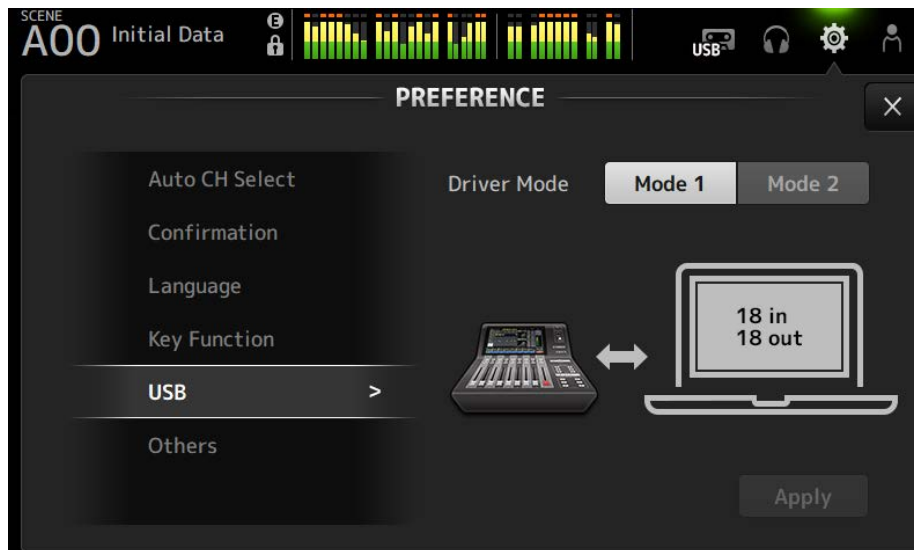 SCENE
A00 Initial Data
E
USB
PREFERENCE
Auto CH Select
Driver Mode
Mode 1
Mode 2
Confirmation
Language
18 in
18 out
Key Function
USB >
Others
Apply